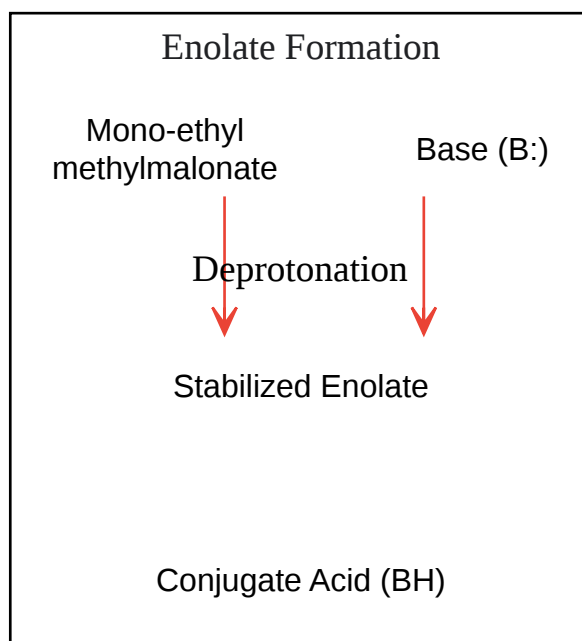 Enolate Formation
Mono-ethyl
methylmalonate
Base (B:)
Deprotonation
Stabilized Enolate
Conjugate Acid (BH)